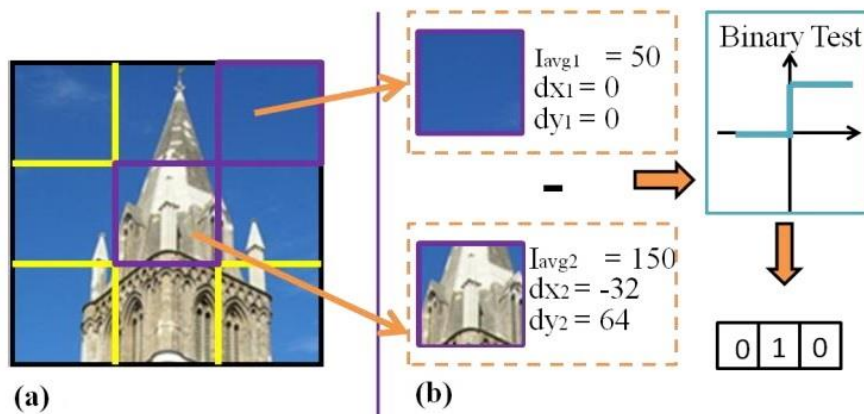 Iavg1 = 50
dx1 = 0
dy1 = 0
-
Iavg2 = 150
dx2 = -32
dy2 = 64
Binary Test
0 1 0
(a)
(b)